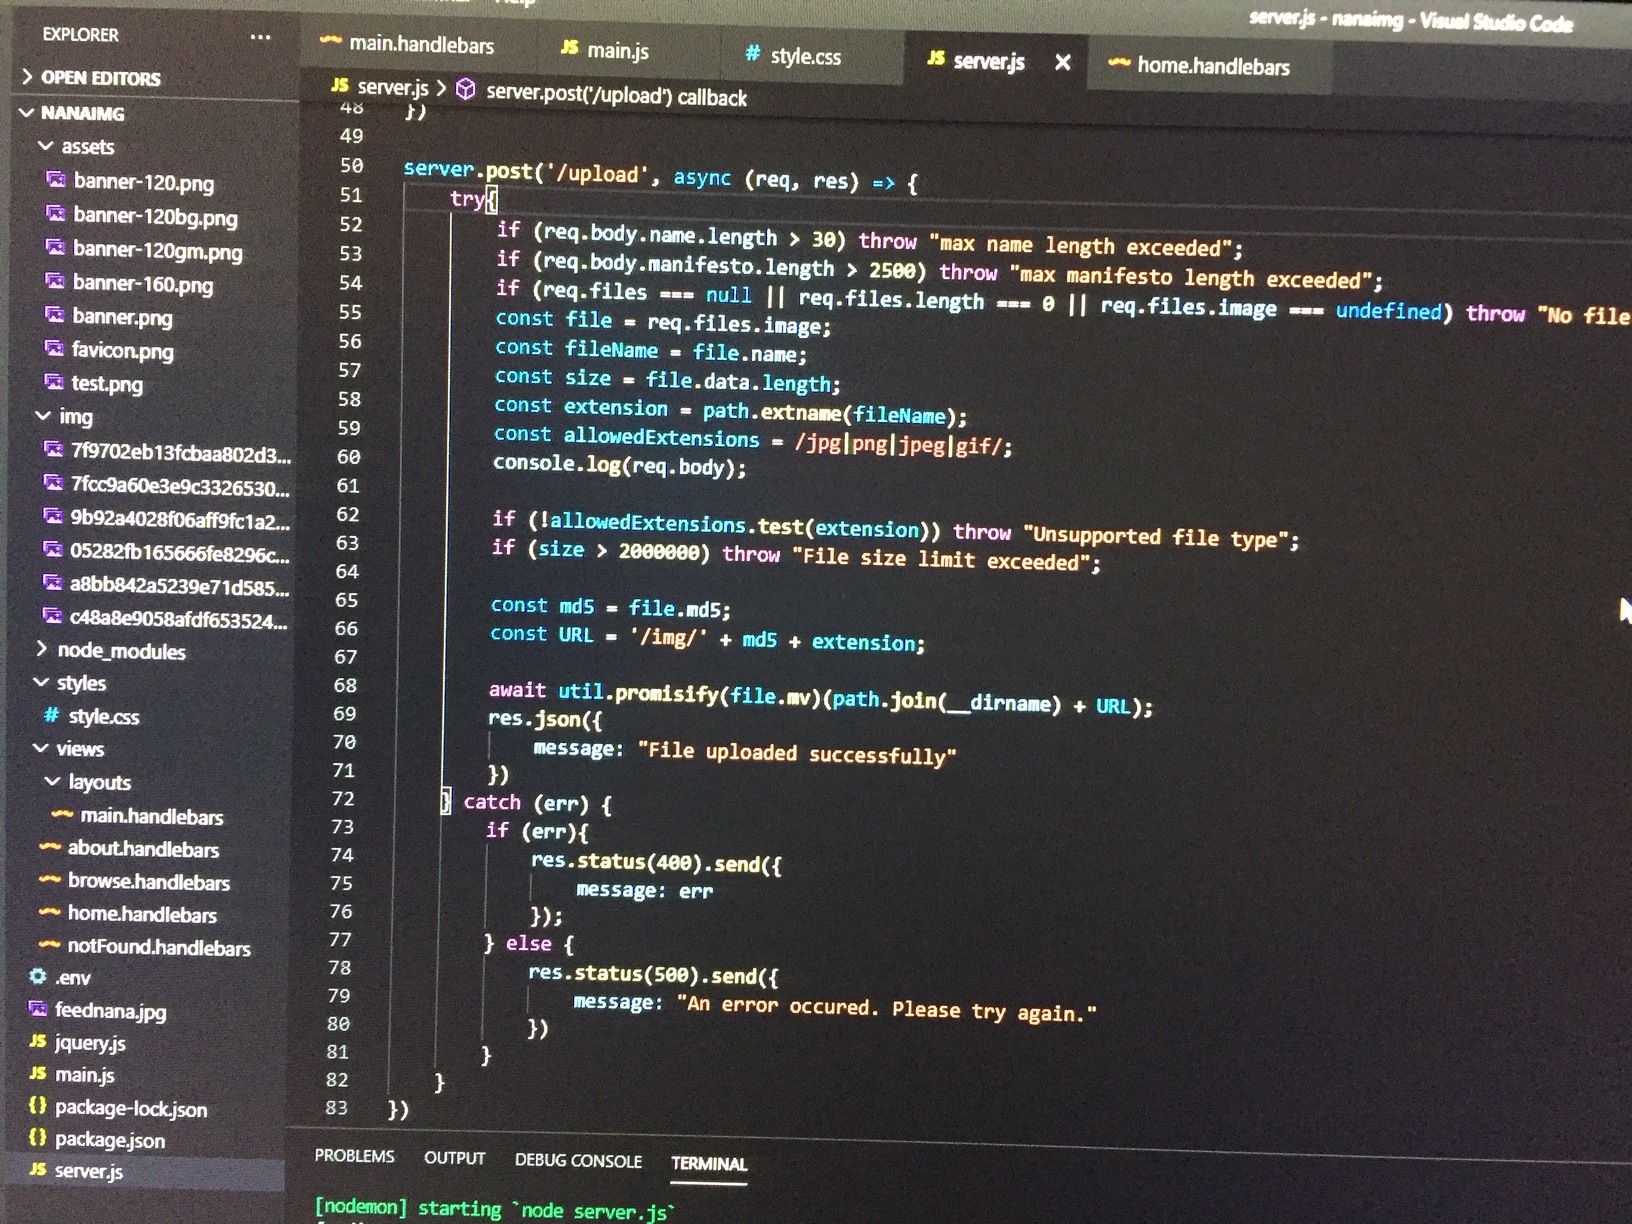 server.js - nanaimg - Visual Studio Code
EXPLORER ...
OPEN EDITORS
NANAIMG
assets
banner-120.png
banner-120bg.png
banner-120gm.png
banner-160.png
banner.png
favicon.png
test.png
img
7f9702eb13fcbaa802d3...
7fcc9a60e3e9c3326530...
9b92a4028f06aff9fc1a2...
05282fb165666fe8296c...
a8bb842a5239e71d585...
c48a8e9058afdf653524...
node_modules
styles
# style.css
views
layouts
main.handlebars
about.handlebars
browse.handlebars
home.handlebars
notFound.handlebars
.env
feednana.jpg
JS jquery.js
JS main.js
{} package-lock.json
{} package.json
JS server.js
main.handlebars JS main.js # style.css JS server.js × home.handlebars
JS server.js > server.post('/upload') callback
48 })
49
50 server.post('/upload', async (req, res) => {
51 try{
52 if (req.body.name.length > 30) throw "max name length exceeded";
53 if (req.body.manifesto.length > 2500) throw "max manifesto length exceeded";
54 if (req.files === null || req.files.length === 0 || req.files.image === undefined) throw "No file
55 const file = req.files.image;
56 const fileName = file.name;
57 const size = file.data.length;
58 const extension = path.extname(fileName);
59 const allowedExtensions = /jpg|png|jpeg|gif/;
60 console.log(req.body);
61
62 if (!allowedExtensions.test(extension)) throw "Unsupported file type";
63 if (size > 2000000) throw "File size limit exceeded";
64
65 const md5 = file.md5;
66 const URL = '/img/' + md5 + extension;
67
68 await util.promisify(file.mv)(path.join(__dirname) + URL);
69 res.json({
70 message: "File uploaded successfully"
71 })
72 } catch (err) {
73 if (err){
74 res.status(400).send({
75 message: err
76 });
77 } else {
78 res.status(500).send({
79 message: "An error occured. Please try again."
80 })
81 }
82 }
83 })
PROBLEMS OUTPUT DEBUG CONSOLE TERMINAL
[nodemon] starting `node server.js`